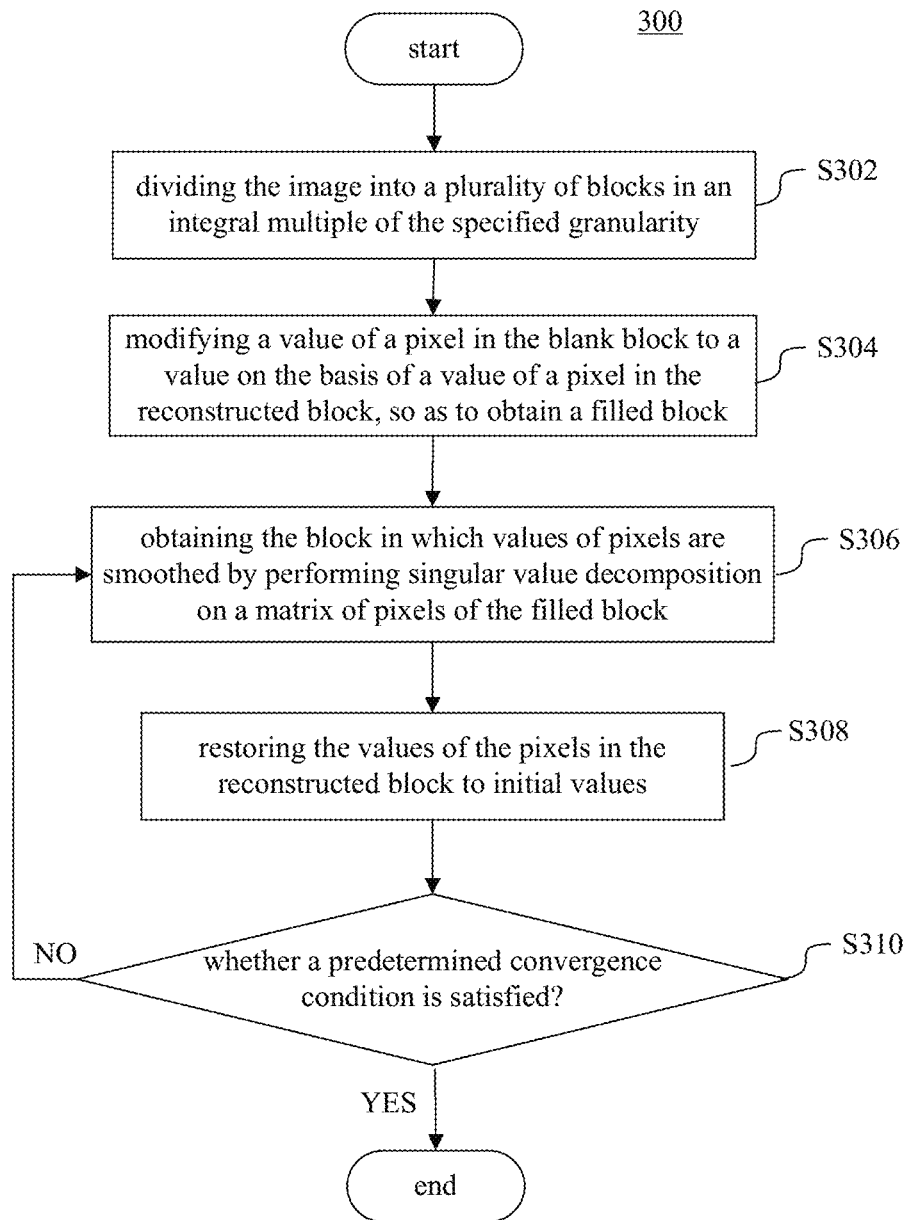 300
start
dividing the image into a plurality of blocks in an
integral multiple of the specified granularity
S302
modifying a value of a pixel in the blank block to a
value on the basis of a value of a pixel in the
reconstructed block, so as to obtain a filled block
S304
obtaining the block in which values of pixels are
smoothed by performing singular value decomposition
on a matrix of pixels of the filled block
S306
restoring the values of the pixels in the
reconstructed block to initial values
S308
whether a predetermined convergence
condition is satisfied?
S310
NO
YES
end